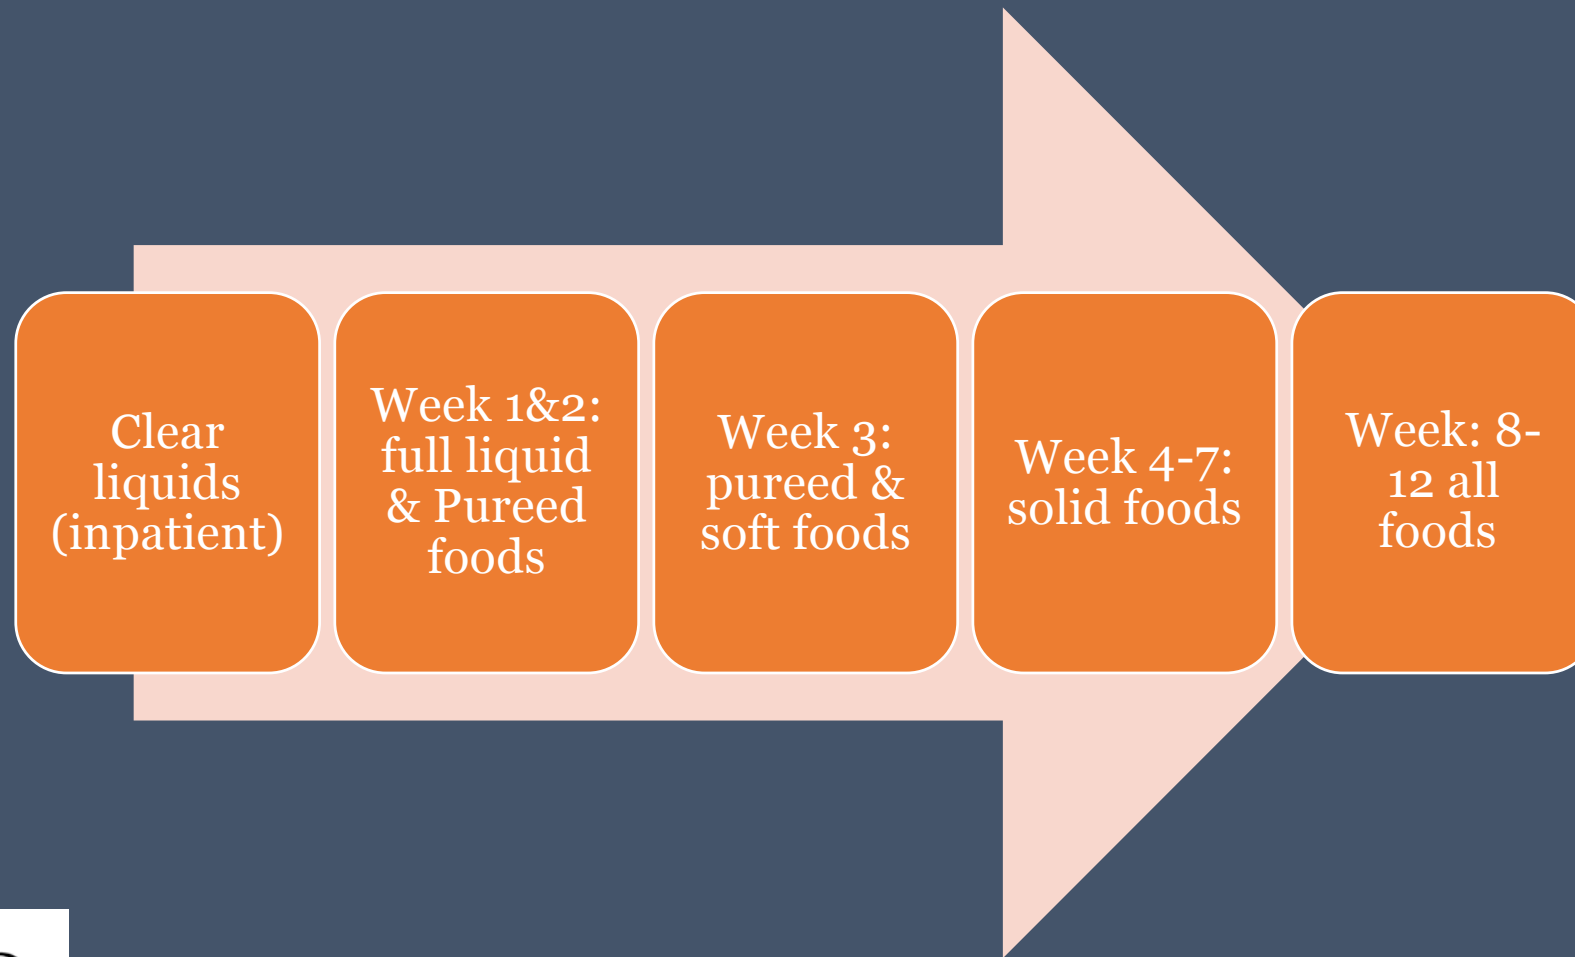 Clear
liquids
(inpatient)
Week 1&2:
full liquid
& Pureed
foods
Week 3:
pureed &
soft foods
Week 4-7:
solid foods
Week: 8-
12 all
foods